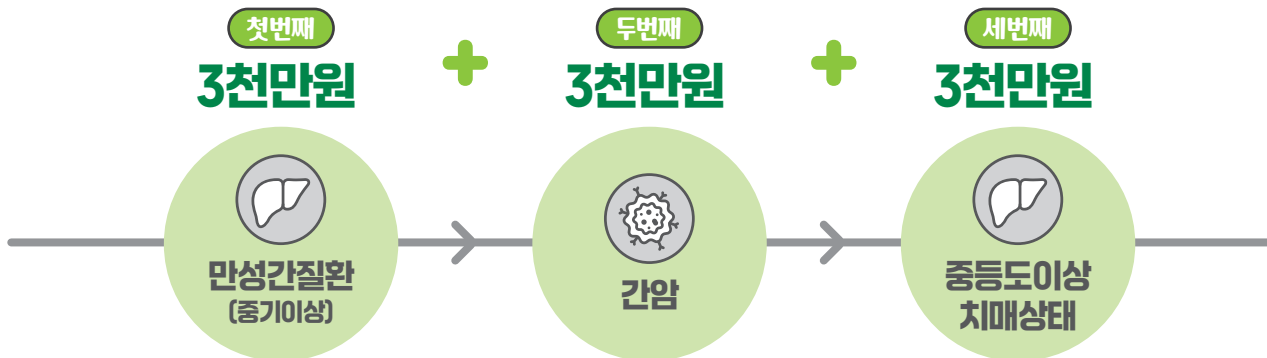 첫번째
3천만원
만성간질환
(중기이상)
두번째
3천만원
간암
세번째
3천만원
중등도이상
치매상태